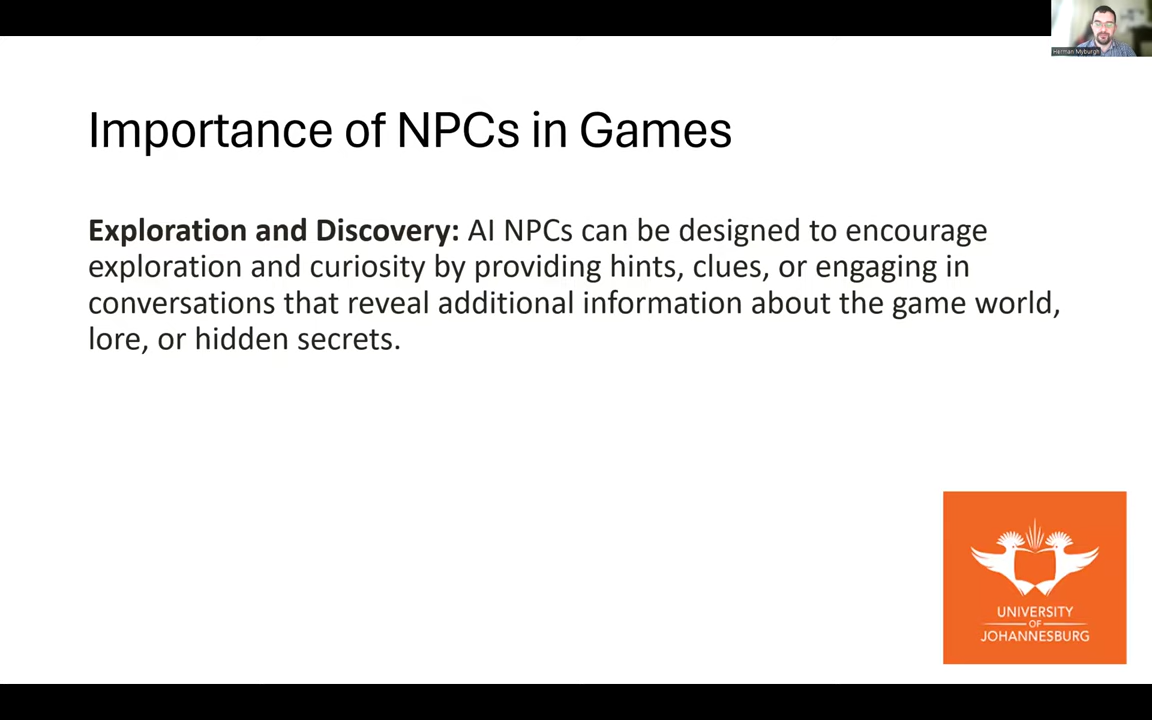 Herman Myburgh
Importance of NPCs in Games
Exploration and Discovery: AI NPCs can be designed to encourage
exploration and curiosity by providing hints, clues, or engaging in
conversations that reveal additional information about the game world,
lore, or hidden secrets.
UNIVERSITY
OF
JOHANNESBURG